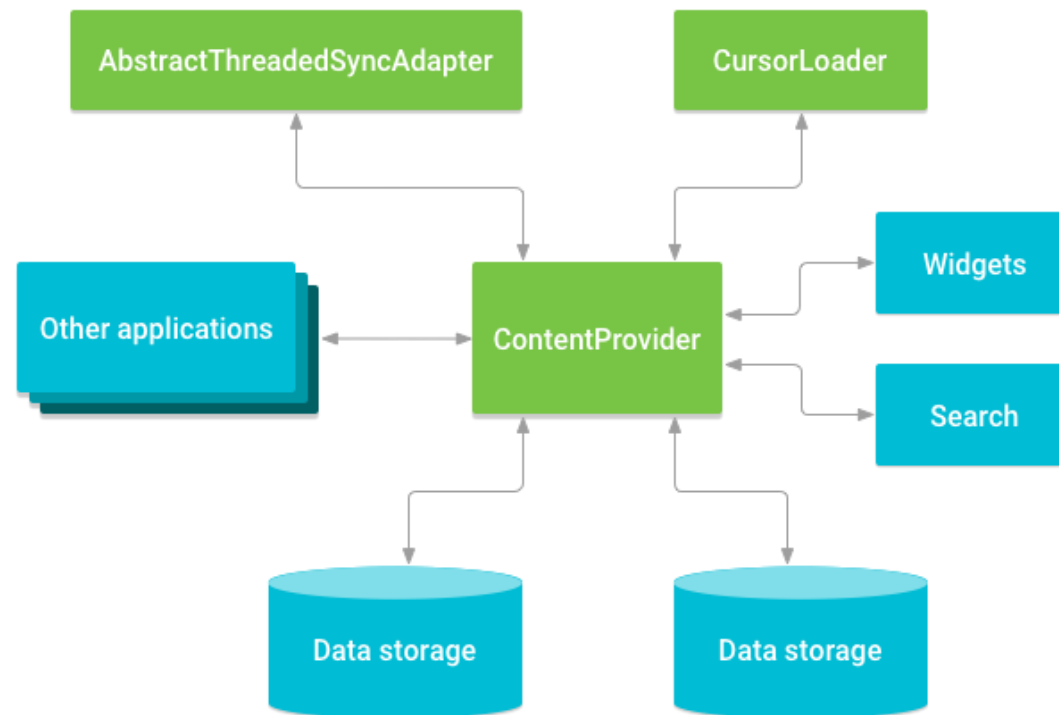 AbstractThreadedSyncAdapter
CursorLoader
Widgets
Other applications
ContentProvider
Search
Data storage
Data storage